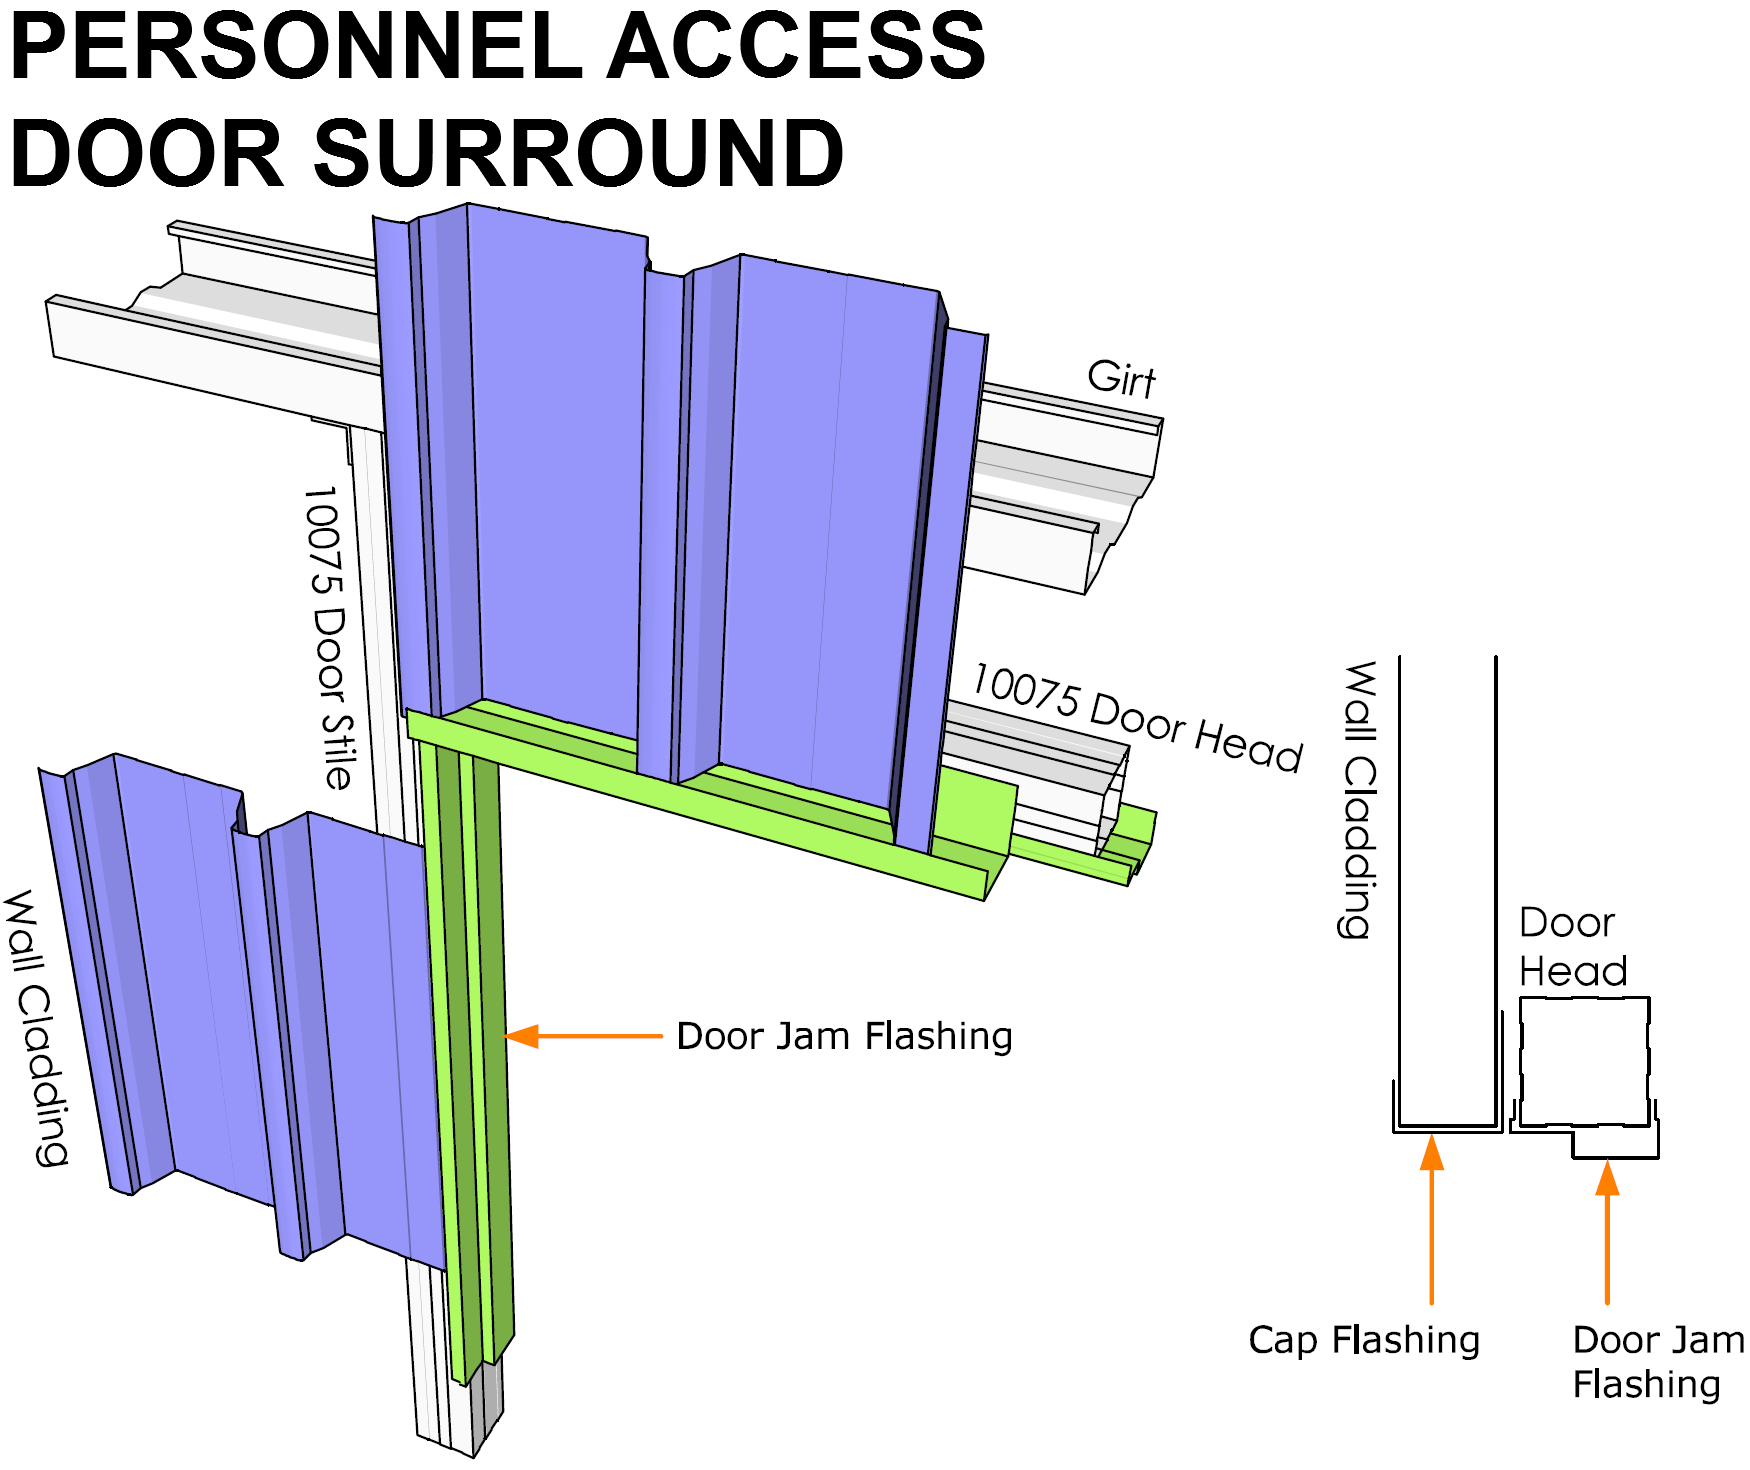 PERSONNEL ACCESS
DOOR SURROUND
Girt
10075 Door Stile
10075 Door Head
Wall Cladding
Door Jam Flashing
Wall Cladding
Door
Head
Cap Flashing
Door Jam
Flashing